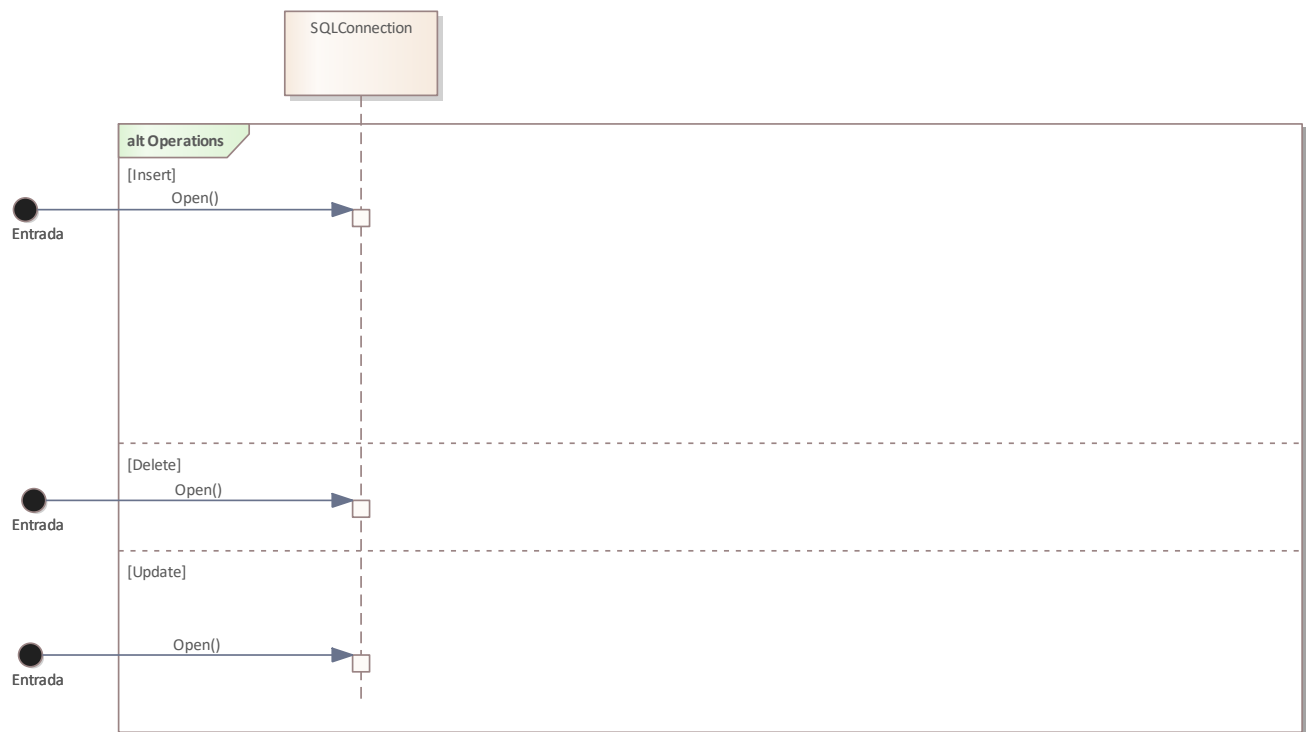 SQLConnection
alt Operations
[Insert]
Open()
Entrada
[Delete]
Open()
Entrada
[Update]
Open()
Entrada